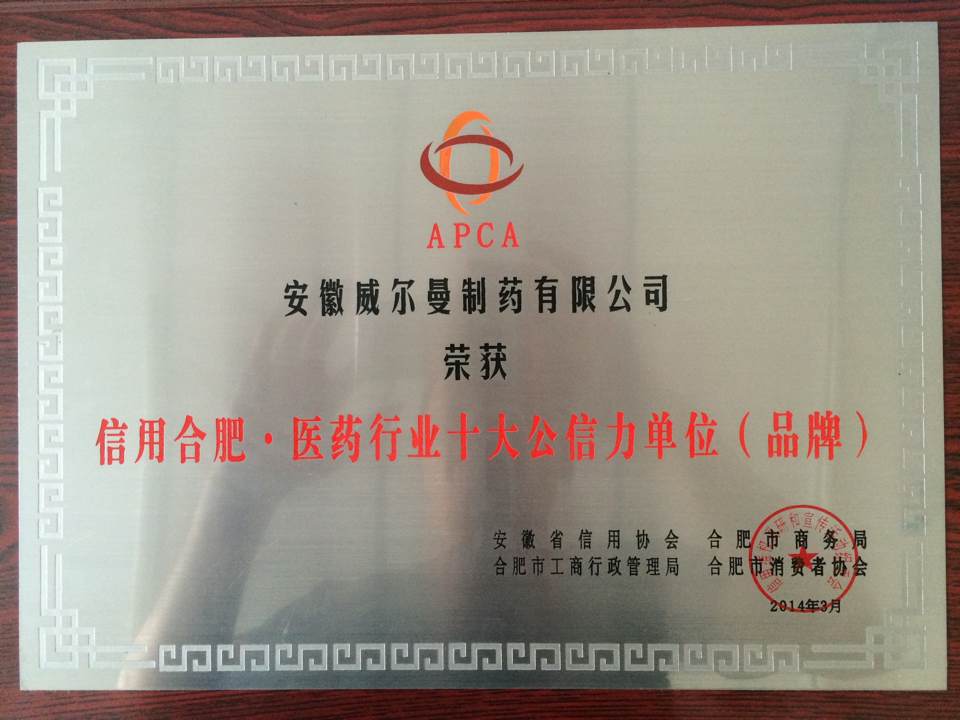 APCA
安徽威尔曼制药有限公司
荣获
信用合肥·医药行业十大公信力单位（品牌）
安徽省信用协会 合肥市商务局
合肥市工商行政管理局 合肥市消费者协会
2014年3月